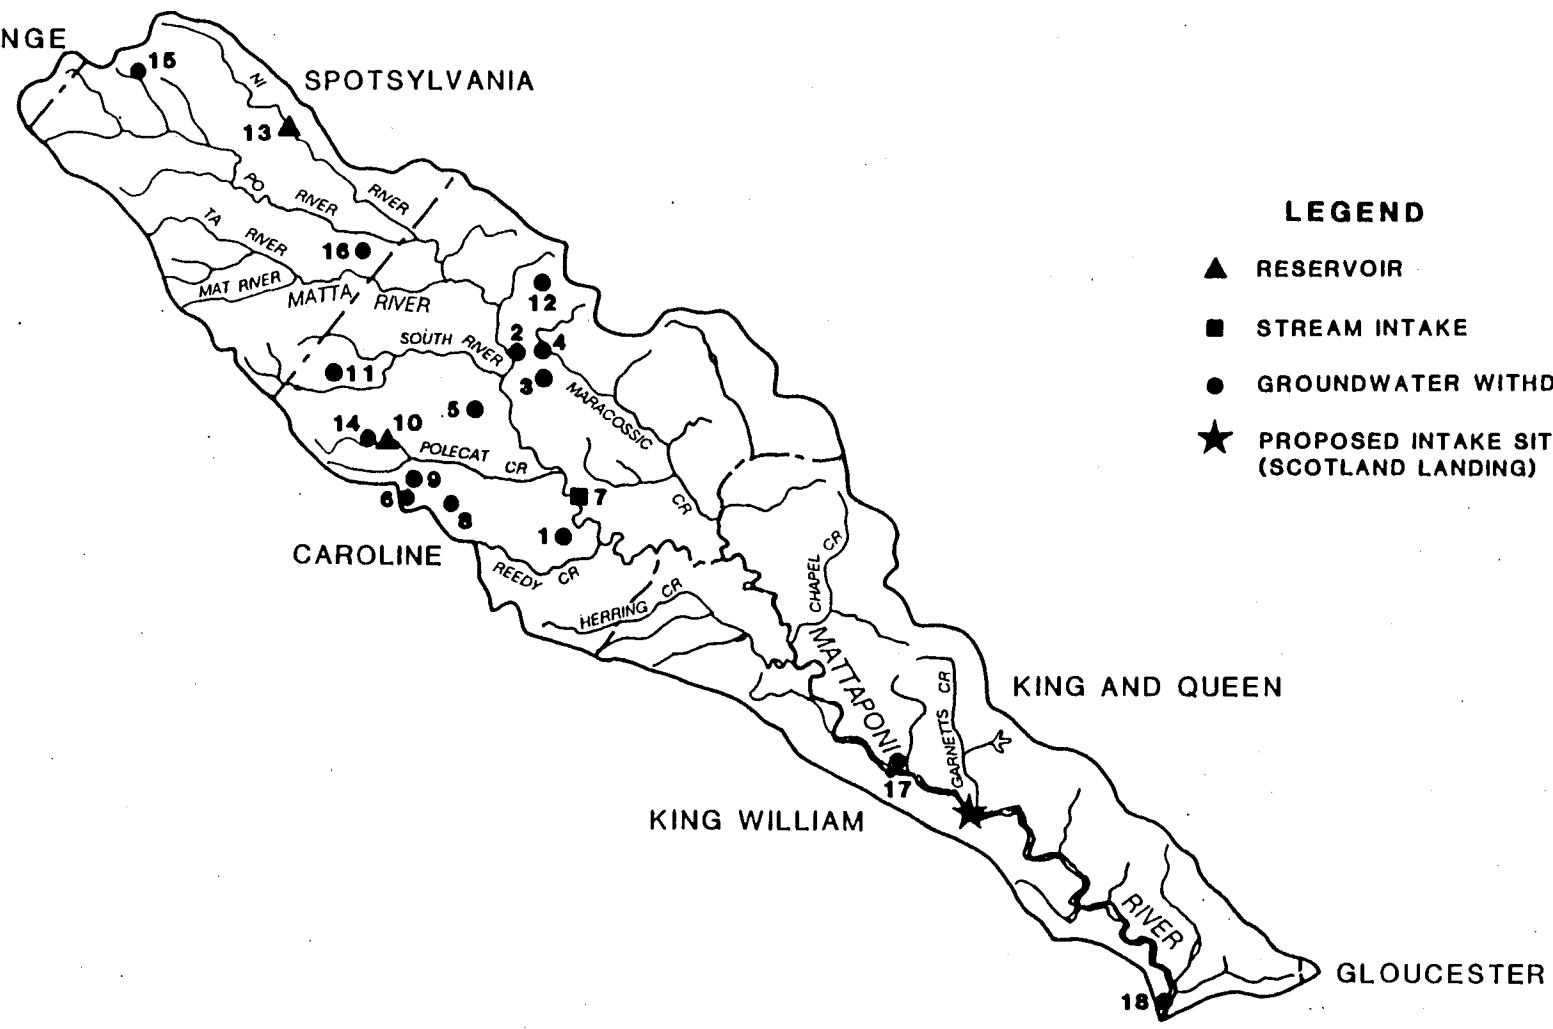 NGE
15
SPOTSYLVANIA
NI
13
PO
RIVER
RIVER
TA
RIVER
16
MAT RIVER
MATTA
RIVER
12
SOUTH RIVER
2
4
11
3
MARACOSSIC
5
14
10
POLECAT
CR
9
6
7
8
CR
1
CAROLINE
REEDY
CR
CHAPEL
CR
HERRING
CR
MATTAPONI
GARNETTS
CR
KING AND QUEEN
17
KING WILLIAM
RIVER
18
GLOUCESTER
LEGEND
RESERVOIR
STREAM INTAKE
GROUNDWATER WITHD
PROPOSED INTAKE SIT
(SCOTLAND LANDING)